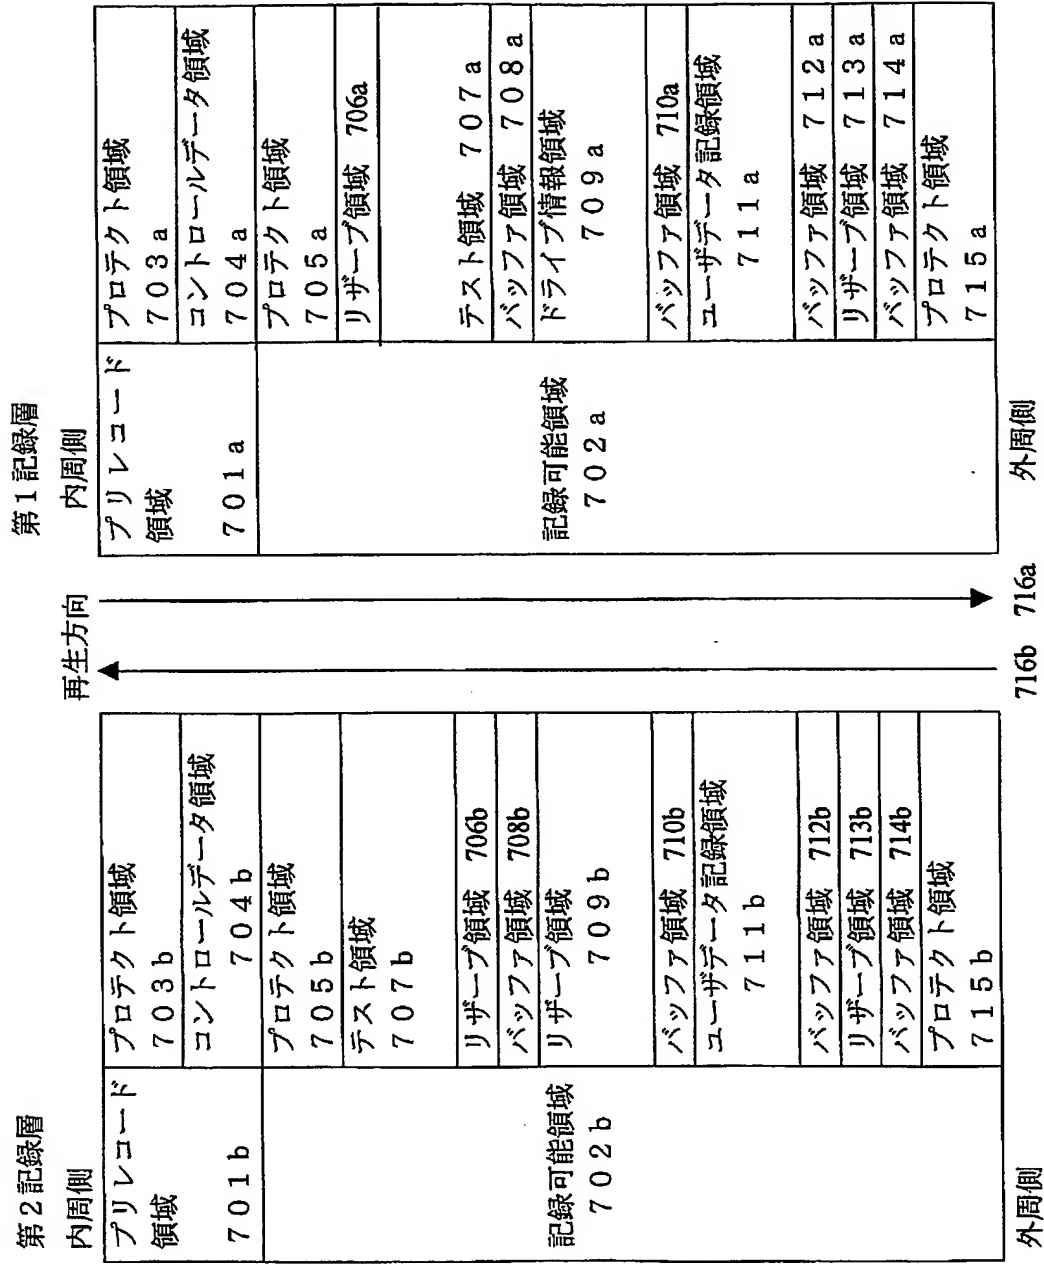 第1記録層
内周側
プリレコード
領域
701a
プロテクト領域
703a
コントロールデータ領域
704a
記録可能領域
702a
プロテクト領域
705a
リザーブ領域 706a
テスト領域 707a
バッファ領域 708a
ドライブ情報領域
709a
バッファ領域 710a
ユーザデータ記録領域
711a
バッファ領域 712a
リザーブ領域 713a
バッファ領域 714a
プロテクト領域
715a
外周側
再生方向
716b 716a
第2記録層
内周側
プリレコード
領域
701b
プロテクト領域
703b
コントロールデータ領域
704b
記録可能領域
702b
プロテクト領域
705b
テスト領域
707b
リザーブ領域 706b
バッファ領域 708b
リザーブ領域
709b
バッファ領域 710b
ユーザデータ記録領域
711b
バッファ領域 712b
リザーブ領域 713b
バッファ領域 714b
プロテクト領域
715b
外周側